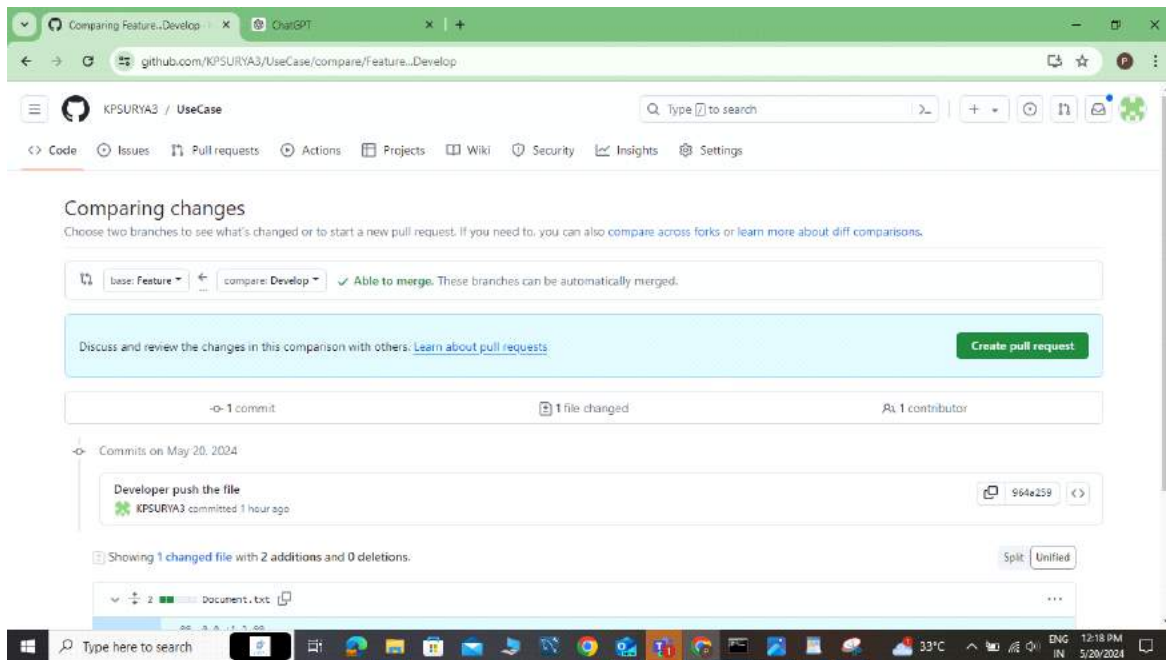 Comparing Feature...Develop
ChatGPT
github.com/KPSURYA3/UseCase/compare/Feature...Develop
P
KPSURYA3 / UseCase
Type / to search
Code Issues Pull requests Actions Projects Wiki Security Insights Settings
Comparing changes
Choose two branches to see what's changed or to start a new pull request. If you need to, you can also compare across forks or learn more about diff comparisons.
base: Feature
...
compare: Develop
Able to merge. These branches can be automatically merged.
Discuss and review the changes in this comparison with others. Learn about pull requests
Create pull request
1 commit
1 file changed
1 contributor
Commits on May 20, 2024
Developer push the file
KPSURYA3 committed 1 hour ago
964e259
Showing 1 changed file with 2 additions and 0 deletions.
Split Unified
2 Document.txt
Type here to search
33°C
ENG
IN
12:18 PM
5/20/2024